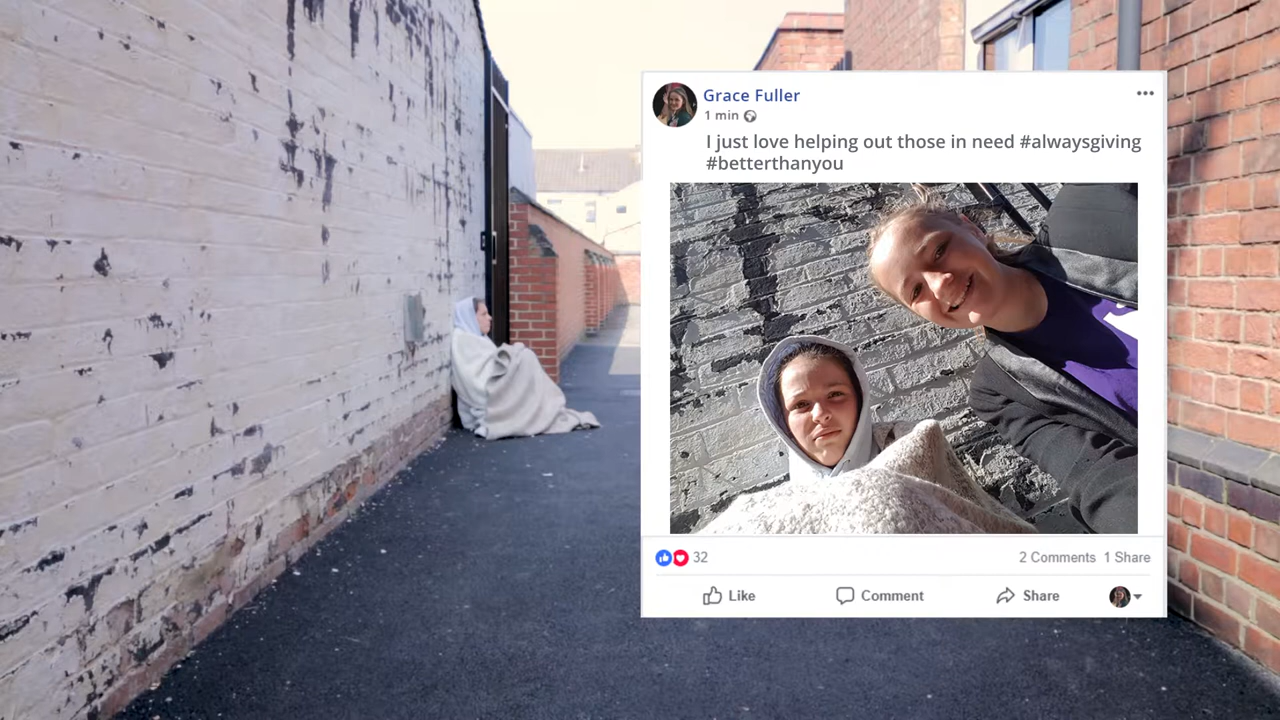 Grace Fuller
1 min
I just love helping out those in need #alwaysgiving
#betterthanyou
32
2 Comments 1 Share
Like
Comment
Share